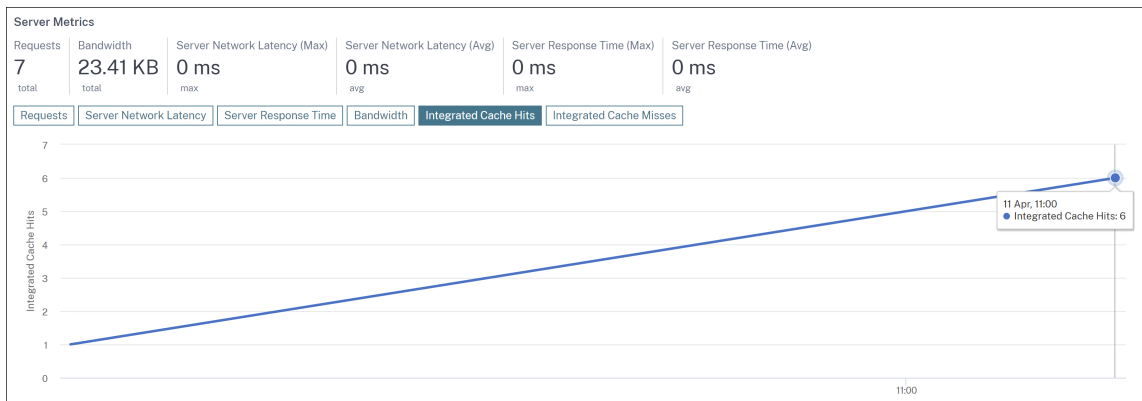 Server Metrics
Requests Bandwidth Server Network Latency (Max) Server Network Latency (Avg) Server Response Time (Max) Server Response Time (Avg)
7 23.41 KB 0 ms 0 ms 0 ms 0 ms
total total max avg max avg
Requests Server Network Latency Server Response Time Bandwidth Integrated Cache Hits Integrated Cache Misses
Integrated Cache Hits
7
6
5
4
3
2
1
0
11 Apr, 11:00
Integrated Cache Hits: 6
11:00